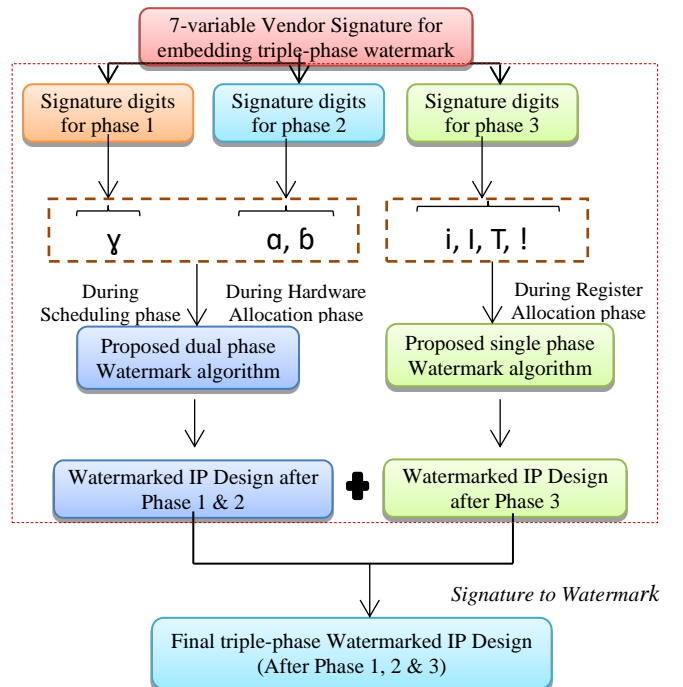 7-variable Vendor Signature for
embedding triple-phase watermark
Signature digits
for phase 1
Signature digits
for phase 2
Signature digits
for phase 3
ɣ
ɑ, ɓ
i, I, T, !
During
Scheduling phase
During Hardware
Allocation phase
During Register
Allocation phase
Proposed dual phase
Watermark algorithm
Proposed single phase
Watermark algorithm
Watermarked IP Design after
Phase 1 & 2
Watermarked IP Design
after Phase 3
Signature to Watermark
Final triple-phase Watermarked IP Design
(After Phase 1, 2 & 3)